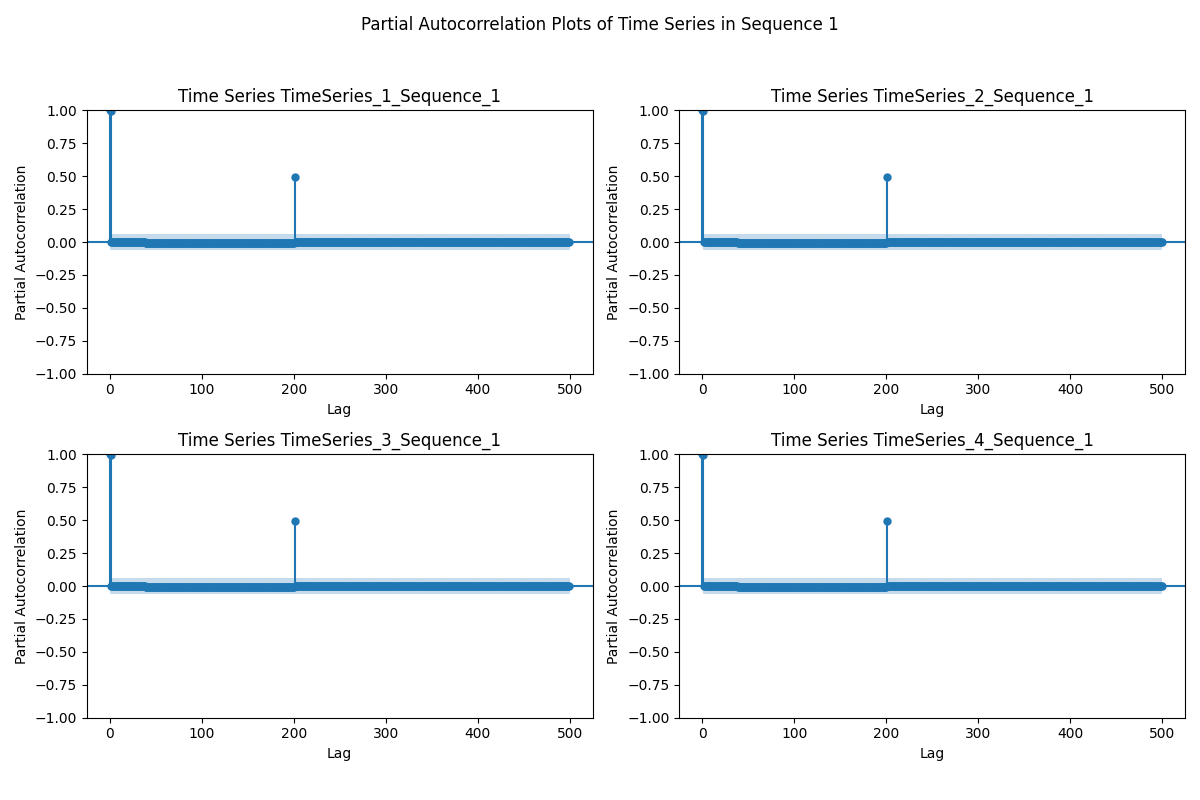 Partial Autocorrelation Plots of Time Series in Sequence 1
Time Series TimeSeries_1_Sequence_1
1.00
0.75
0.50
0.25
0.00
−0.25
−0.50
−0.75
−1.00
Partial Autocorrelation
0 100 200 300 400 500
Lag
Time Series TimeSeries_2_Sequence_1
1.00
0.75
0.50
0.25
0.00
−0.25
−0.50
−0.75
−1.00
Partial Autocorrelation
0 100 200 300 400 500
Lag
Time Series TimeSeries_3_Sequence_1
1.00
0.75
0.50
0.25
0.00
−0.25
−0.50
−0.75
−1.00
Partial Autocorrelation
0 100 200 300 400 500
Lag
Time Series TimeSeries_4_Sequence_1
1.00
0.75
0.50
0.25
0.00
−0.25
−0.50
−0.75
−1.00
Partial Autocorrelation
0 100 200 300 400 500
Lag